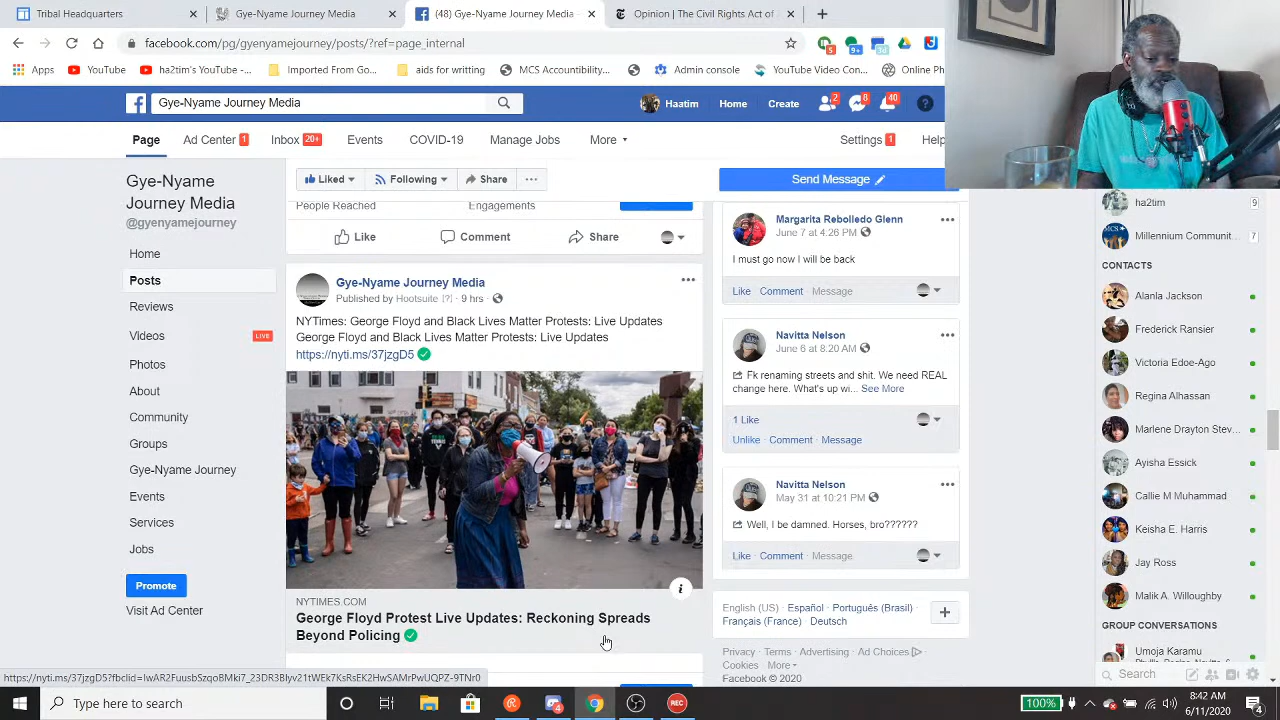 Tribal Headquarters
Gye-Nyame Journey Media
(48) Gye-Nyame Journey Media
Opinion | The Civil Rights Act of
facebook.com/pg/gyenyamejourney/posts/?ref=page_internal
5
9+
3d
Apps
YouTube
ha2tim's YouTube -...
Imported From Go...
aids for writting
MCS Accountibility...
Admin console
YouTube Video Con...
Online Ph
Gye-Nyame Journey Media
Haatim
Home
Create
2
8
40
Page
Ad Center 1
Inbox 20+
Events
COVID-19
Manage Jobs
More
Settings 1
Help
Gye-Nyame
Journey Media
@gyenyamejourney
Home
Posts
Reviews
Videos
LIVE
Photos
About
Community
Groups
Gye-Nyame Journey
Events
Services
Jobs
Promote
Visit Ad Center
Liked
Following
Share
Send Message
People Reached
Engagements
Like
Comment
Share
Gye-Nyame Journey Media
Published by Hootsuite [?] · 9 hrs ·
NYTimes: George Floyd and Black Lives Matter Protests: Live Updates
George Floyd and Black Lives Matter Protests: Live Updates
https://nyti.ms/37jzgD5
NYTIMES.COM
George Floyd Protest Live Updates: Reckoning Spreads
Beyond Policing
Margarita Rebolledo Glenn
June 7 at 4:26 PM
I must go now I will be back
Like · Comment · Message
Navitta Nelson
June 6 at 8:20 AM
Fk renaming streets and shit. We need REAL
change here. What's up wi... See More
1 Like
Unlike · Comment · Message
Navitta Nelson
May 31 at 10:21 PM
Well, I be damned. Horses, bro??????
Like · Comment · Message
English (US) · Español · Português (Brasil) ·
Français (France) · Deutsch
Privacy · Terms · Advertising · Ad Choices
Cookies · More
Facebook © 2020
ha2tim
9
Millennium Communit...
7
CONTACTS
Alanla Jackson
Frederick Ransier
Victoria Edoe-Ago
Regina Alhassan
Marlene Drayton Stev...
Ayisha Essick
Callie M Muhammad
Keisha E. Harris
Jay Ross
Malik A. Willoughby
GROUP CONVERSATIONS
Umoja Karamu
Search
Type here to search
REC
100%
8:42 AM
6/11/2020
4